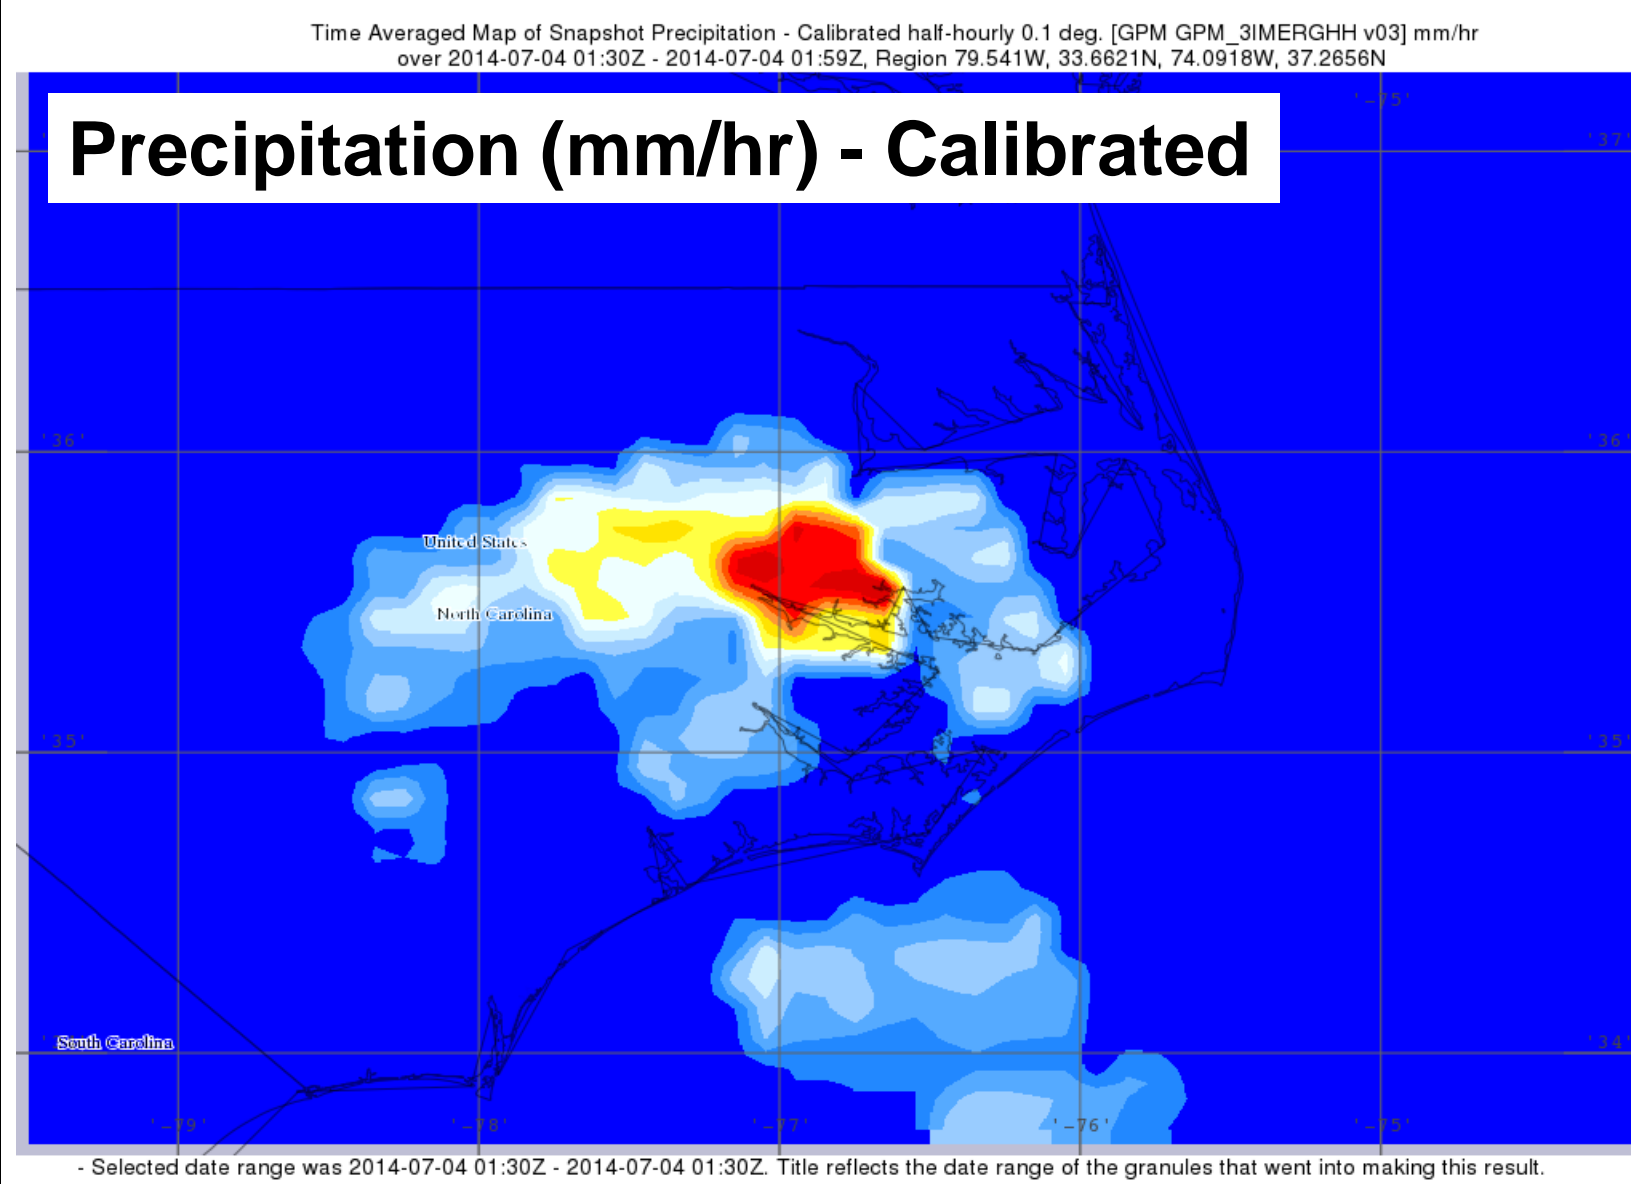 Time Averaged Map of Snapshot Precipitation - Calibrated half-hourly 0.1 deg. [GPM GPM_3IMERGHH v03] mm/hr
over 2014-07-04 01:30Z - 2014-07-04 01:59Z, Region 79.541W, 33.6621N, 74.0918W, 37.2656N
'-75'
Precipitation (mm/hr) - Calibrated
'37'
'36'
'36'
United States
North Carolina
'35'
'35'
South Carolina
'34'
'-79'
'-78'
'-77'
'-76'
'-75'
- Selected date range was 2014-07-04 01:30Z - 2014-07-04 01:30Z. Title reflects the date range of the granules that went into making this result.